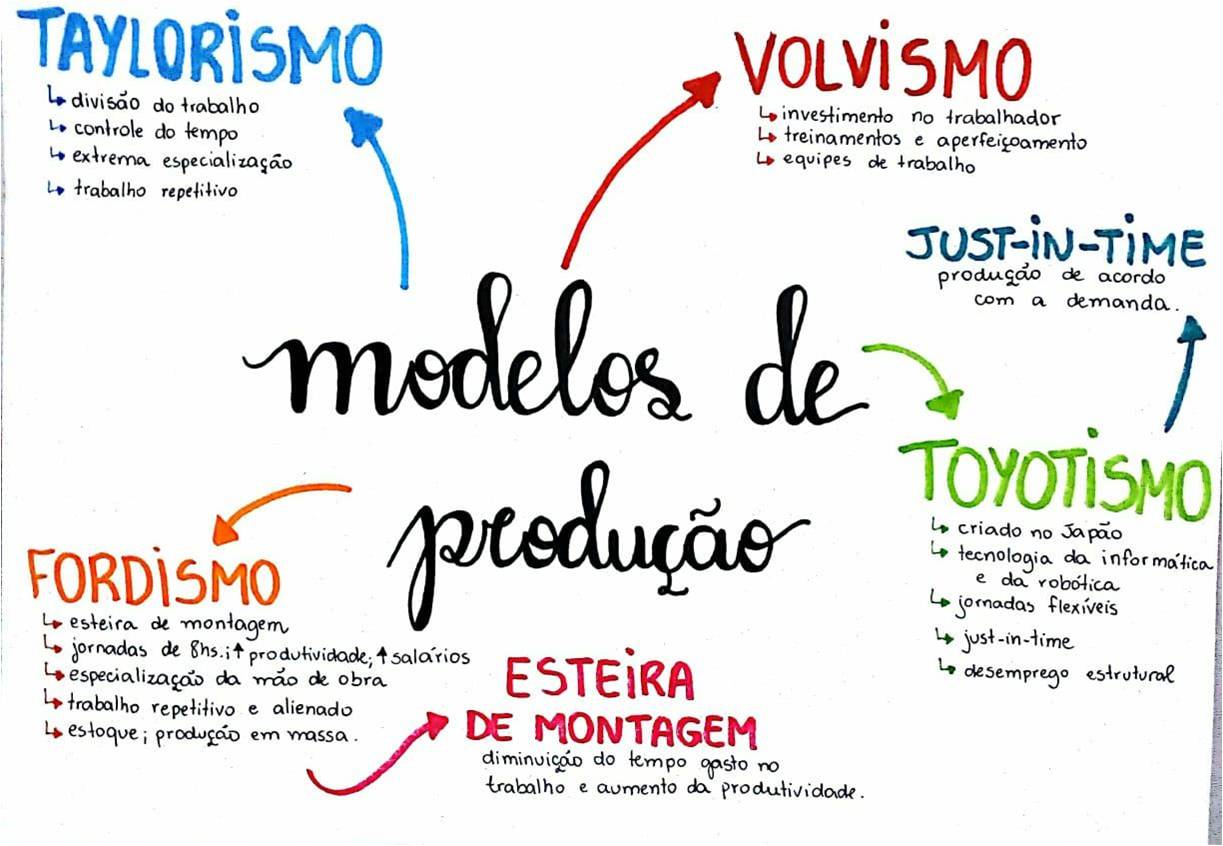 TAYLORISMO
↳ divisão do trabalho
↳ controle do tempo
↳ extrema especialização
↳ trabalho repetitivo
VOLVISMO
↳ investimento no trabalhador
↳ treinamentos e aperfeiçoamento
↳ equipes de trabalho
JUST-IN-TIME
produção de acordo
com a demanda.
modelos de
produção
TOYOTISMO
↳ criado no Japão
↳ tecnologia da informática
e da robótica
↳ jornadas flexíveis
↳ just-in-time
↳ desemprego estrutural
FORDISMO
↳ esteira de montagem
↳ jornadas de 8hs.; ↑ produtividade; ↑ salários
↳ especialização da mão de obra
↳ trabalho repetitivo e alienado
↳ estoque; produção em massa.
ESTEIRA
DE MONTAGEM
diminuição do tempo gasto no
trabalho e aumento da produtividade.